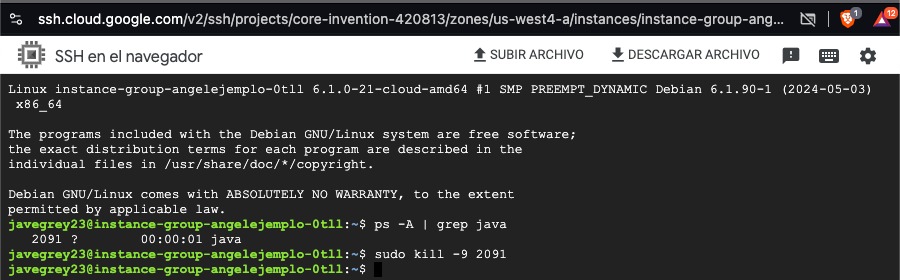 ssh.cloud.google.com/v2/ssh/projects/core-invention-420813/zones/us-west4-a/instances/instance-group-ang...
1
12
SSH en el navegador
SUBIR ARCHIVO
DESCARGAR ARCHIVO
Linux instance-group-angelejemplo-0tll 6.1.0-21-cloud-amd64 #1 SMP PREEMPT_DYNAMIC Debian 6.1.90-1 (2024-05-03)
x86_64
The programs included with the Debian GNU/Linux system are free software;
the exact distribution terms for each program are described in the
individual files in /usr/share/doc/*/copyright.
Debian GNU/Linux comes with ABSOLUTELY NO WARRANTY, to the extent
permitted by applicable law.
javegrey23@instance-group-angelejemplo-0tll:~$ ps -A | grep java
2091 ? 00:00:01 java
javegrey23@instance-group-angelejemplo-0tll:~$ sudo kill -9 2091
javegrey23@instance-group-angelejemplo-0tll:~$